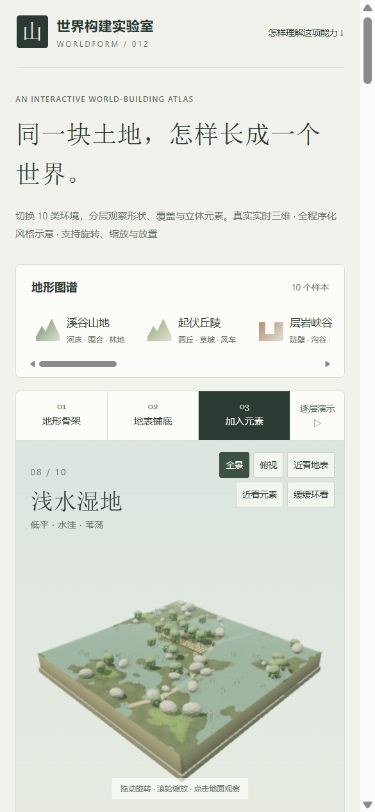 山
世界构建实验室
WORLDFORM / 012
怎样理解这项能力 ↓
AN INTERACTIVE WORLD-BUILDING ATLAS
同一块土地，怎样长成一个
世界。
切换 10 类环境，分层观察形状、覆盖与立体元素。真实实时三维 · 全程序化
风格示意 · 支持旋转、缩放与放置
地形图谱
10 个样本
溪谷山地
河床 · 围合 · 林地
起伏丘陵
圆丘 · 草坡 · 风车
层岩峡谷
陡壁 · 沟谷 ·
01
地形骨架
02
地表铺底
03
加入元素
逐层演示
▷
08 / 10
浅水湿地
低平 · 水洼 · 苇荡
全景
俯视
近看地表
近看元素
缓缓环看
拖动旋转 · 滚轮缩放 · 点击地面观察